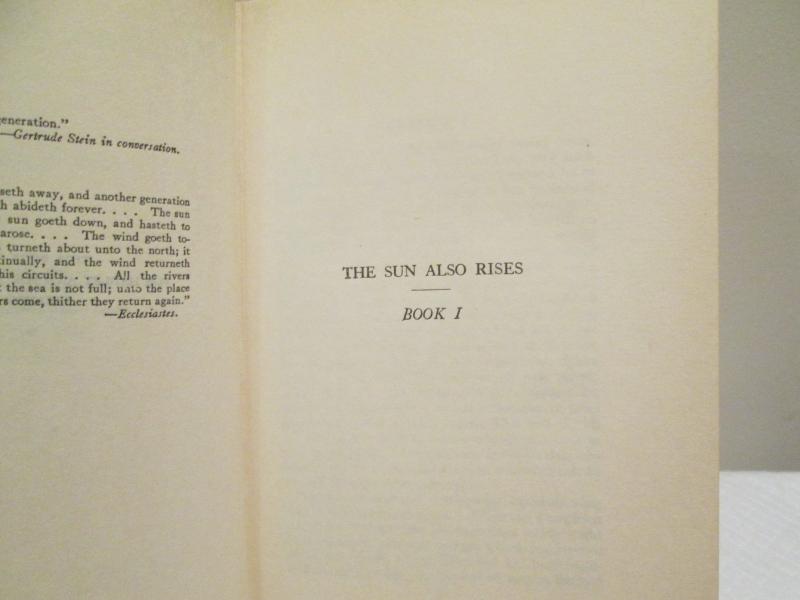 eneration."
—Gertrude Stein in conversation.
seth away, and another generation
h abideth forever. . . . The sun
sun goeth down, and hasteth to
arose. . . . The wind goeth to-
turneth about unto the north; it
tinually, and the wind returneth
his circuits. . . . All the rivers
t the sea is not full; unto the place
rs come, thither they return again."
—Ecclesiastes.
THE SUN ALSO RISES
BOOK I